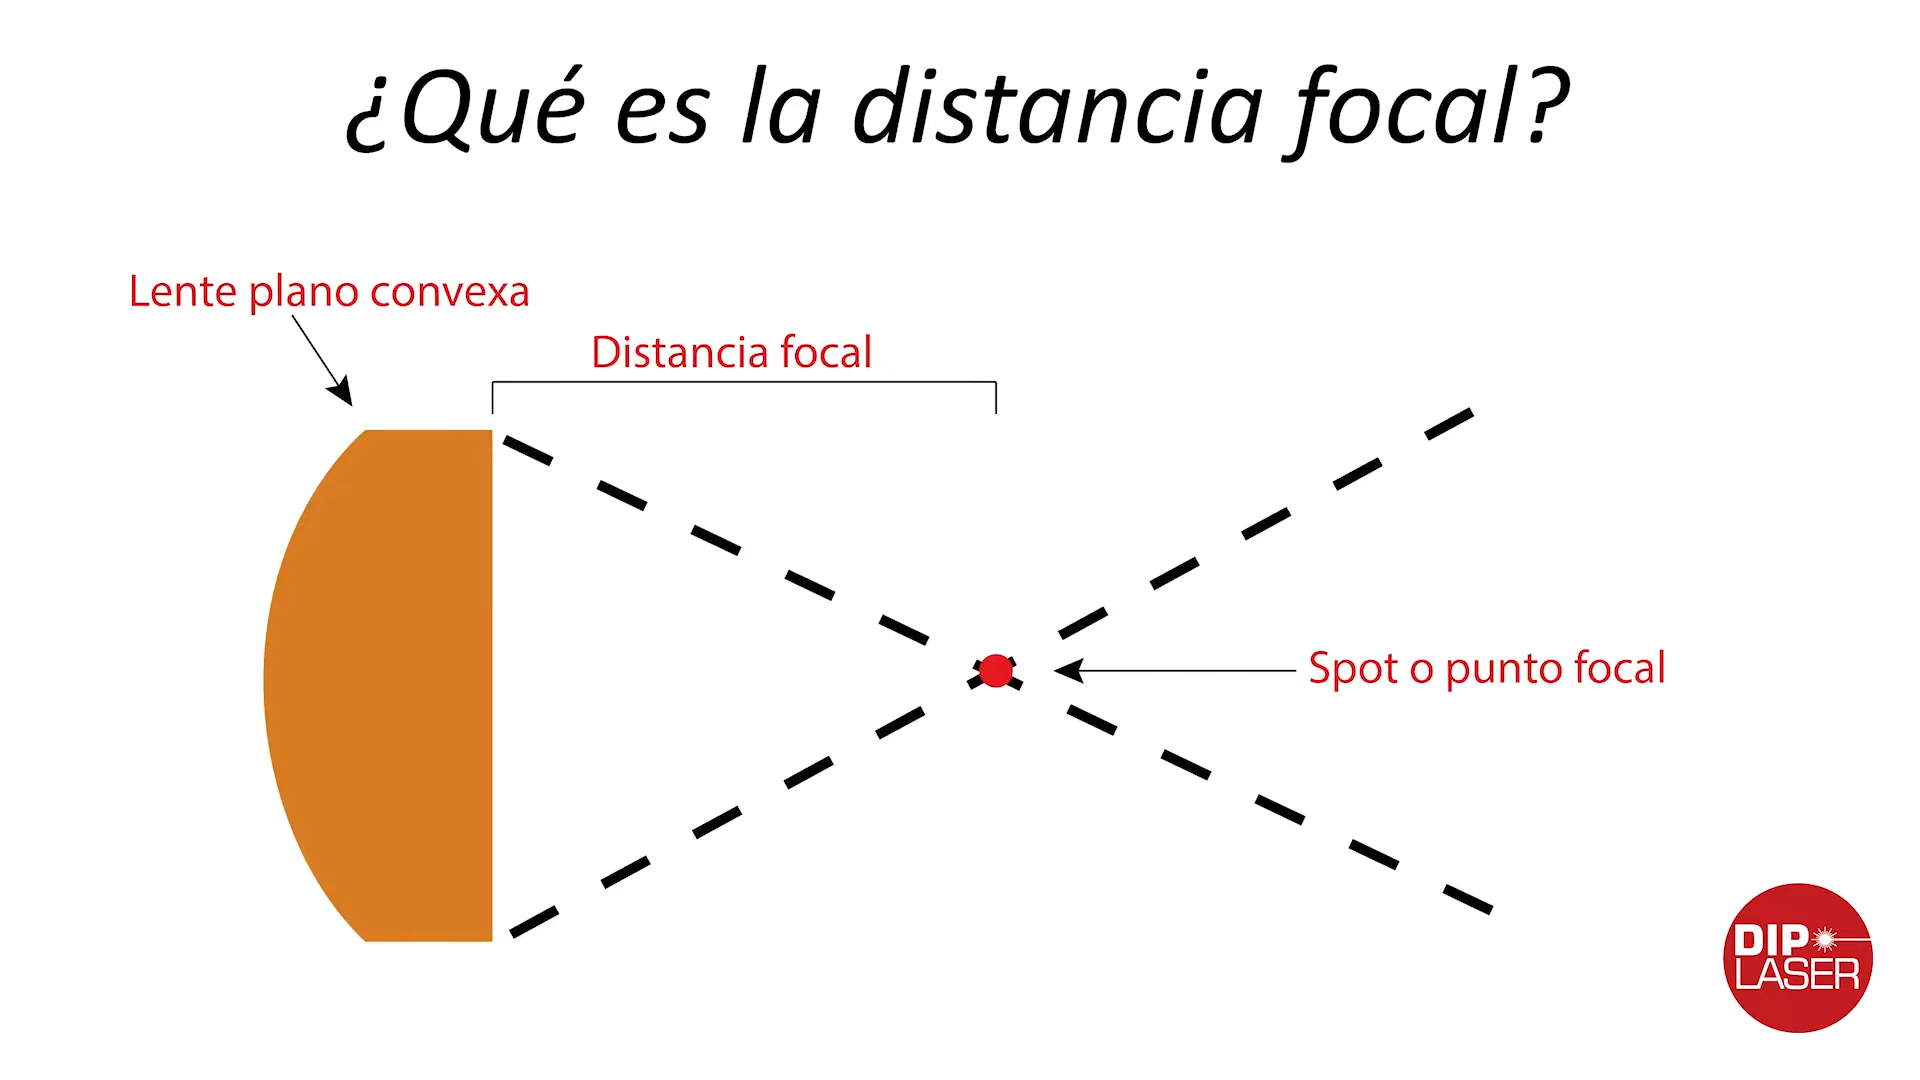 ¿Qué es la distancia focal?
Lente plano convexa
Distancia focal
Spot o punto focal
DIP
LASER